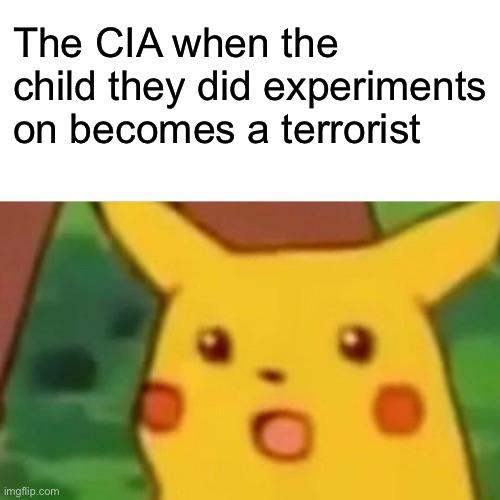 The CIA when the
child they did experiments
on becomes a terrorist
imgflip.com